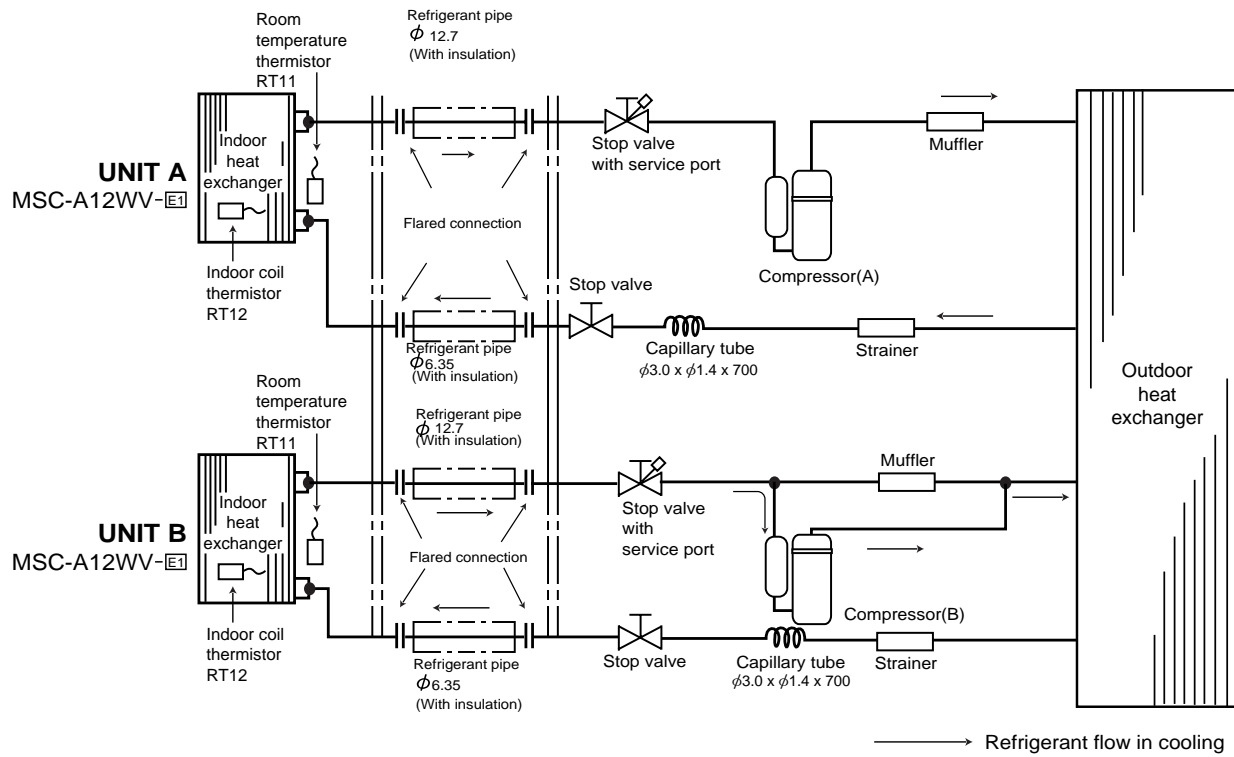 Refrigerant pipe
ϕ 12.7
(With insulation)
Room
temperature
thermistor
RT11
Indoor
heat
exchanger
UNIT A
MSC-A12WV-E1
Stop valve
with service port
Muffler
Flared connection
Compressor(A)
Indoor coil
thermistor
RT12
Stop valve
Refrigerant pipe
ϕ6.35
(With insulation)
Capillary tube
ϕ3.0 x ϕ1.4 x 700
Strainer
Outdoor
heat
exchanger
Room
temperature
thermistor
RT11
Refrigerant pipe
ϕ 12.7
(With insulation)
Indoor
heat
exchanger
UNIT B
MSC-A12WV-E1
Stop valve
with
service port
Muffler
Flared connection
Compressor(B)
Indoor coil
thermistor
RT12
Refrigerant pipe
ϕ6.35
(With insulation)
Stop valve
Capillary tube
ϕ3.0 x ϕ1.4 x 700
Strainer
Refrigerant flow in cooling